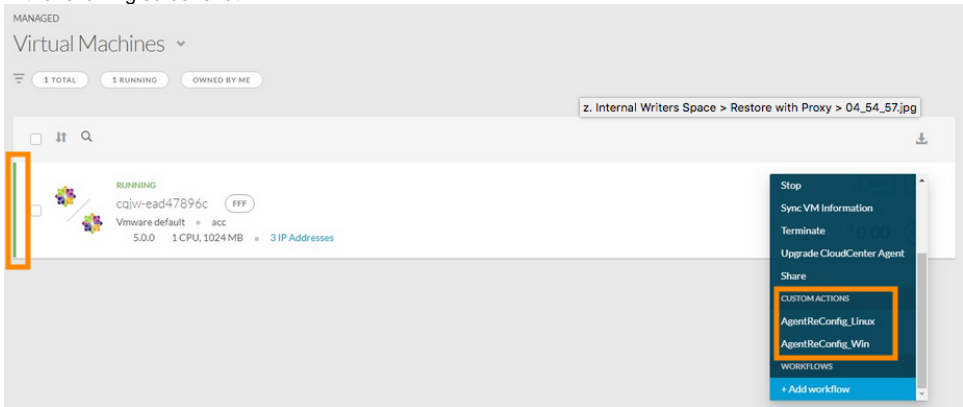 MANAGED
Virtual Machines
1 TOTAL 1 RUNNING OWNED BY ME
z. Internal Writers Space > Restore with Proxy > 04_54_57.jpg
RUNNING
cqjw-ead47896c FFF
Vmware default acc
5.0.0 1 CPU, 1024 MB 3 IP Addresses
Stop
Sync VM Information
Terminate
Upgrade CloudCenter Agent
Share
CUSTOM ACTIONS
AgentReConfig_Linux
AgentReConfig_Win
WORKFLOWS
+ Add workflow